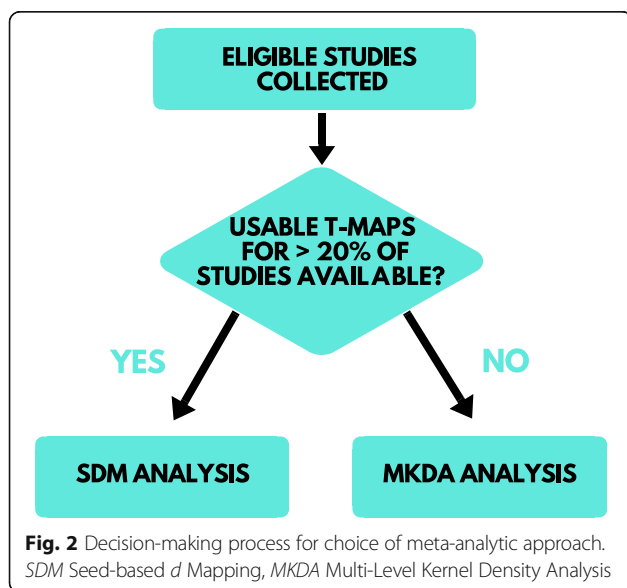 ELIGIBLE STUDIES
COLLECTED
USABLE T-MAPS
FOR > 20% OF
STUDIES AVAILABLE?
YES
NO
SDM ANALYSIS
MKDA ANALYSIS
Fig. 2 Decision-making process for choice of meta-analytic approach.
SDM Seed-based d Mapping, MKDA Multi-Level Kernel Density Analysis